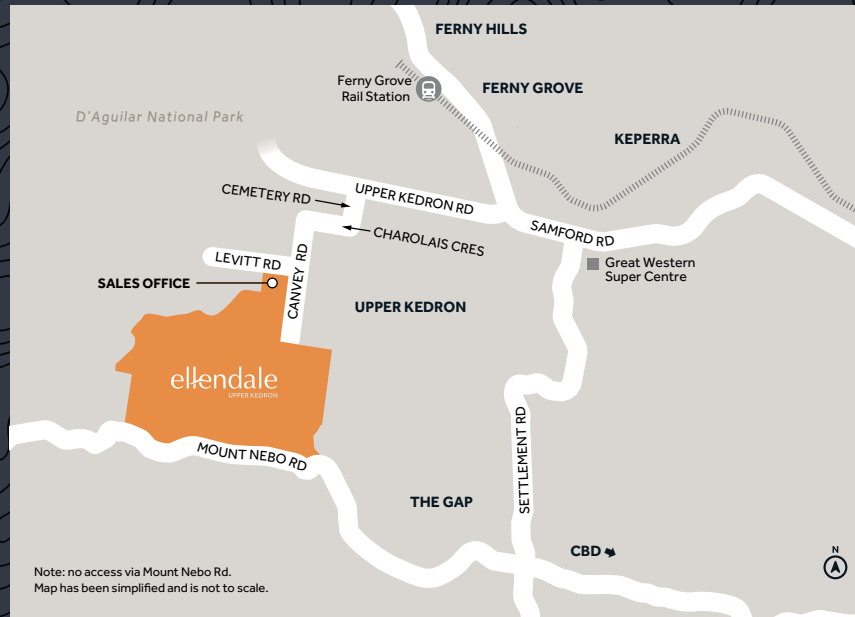 FERNY HILLS
Ferny Grove
Rail Station
FERNY GROVE
D'Aguilar National Park
KEPERRA
CEMETERY RD
UPPER KEDRON RD
CHAROLAIS CRES
SAMFORD RD
LEVITT RD
CANVEY RD
Great Western
Super Centre
SALES OFFICE
UPPER KEDRON
ellendale
UPPER KEDRON
SETTLEMENT RD
MOUNT NEBO RD
THE GAP
CBD
N
Note: no access via Mount Nebo Rd.
Map has been simplified and is not to scale.